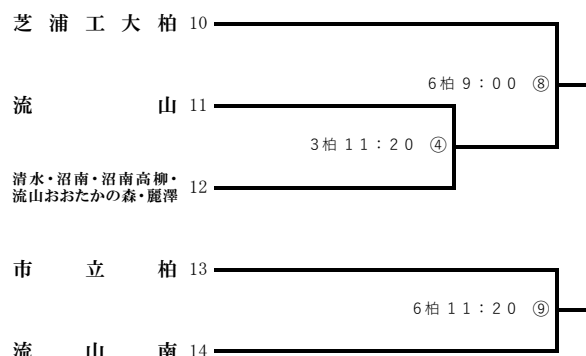 芝浦工大柏 10
6柏 9：00 ⑧
流山 11
3柏 11：20 ④
清水・沼南・沼南高柳・
流山おおたかの森・麗澤 12
市立柏 13
6柏 11：20 ⑨
流山南 14